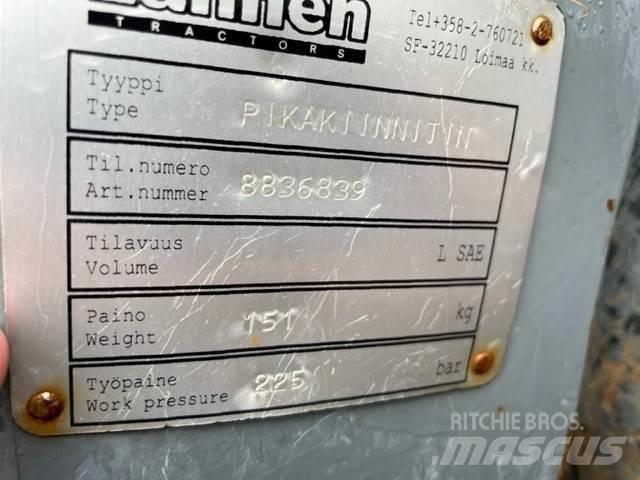 Lännen
TRACTORS
Tel+358-2-760721
SF-32210 Loimaa kk.
Tyyppi
Type PIKAKIINNITIN
Til.numero
Art.nummer 8836839
Tilavuus
Volume L SAE
Paino
Weight 151 kg
Työpaine
Work pressure 225 bar
RITCHIE BROS.
MASCUS